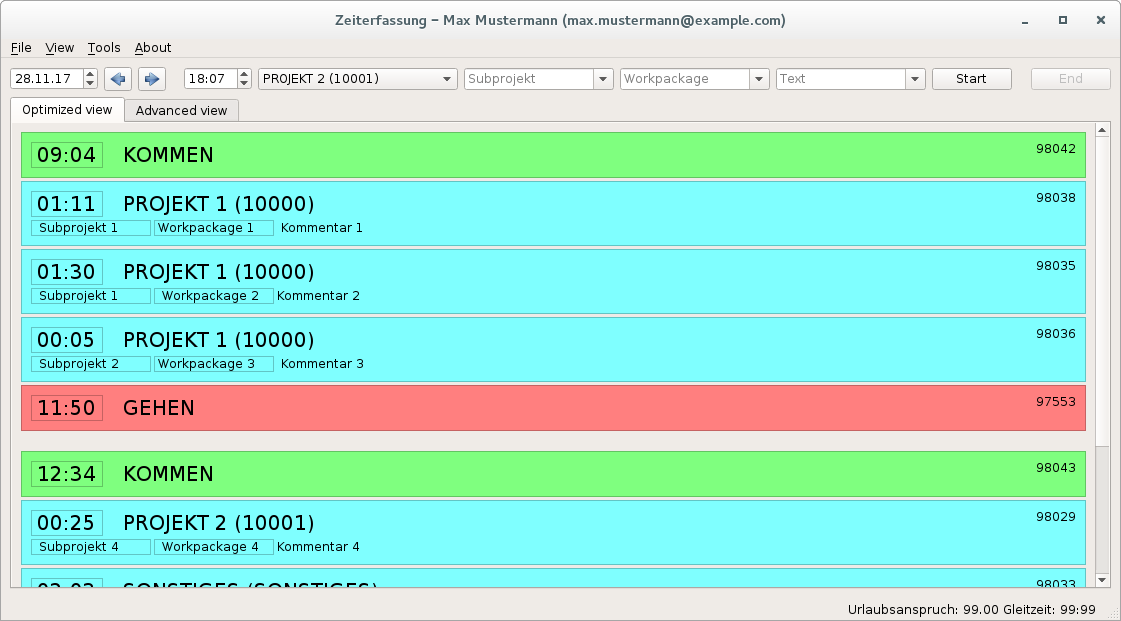 Zeiterfassung – Max Mustermann (max.mustermann@example.com)
File View Tools About
28.11.17 18:07 PROJEKT 2 (10001) Subprojekt Workpackage Text Start End
Optimized view Advanced view
09:04 KOMMEN 98042
01:11 PROJEKT 1 (10000) 98038
Subprojekt 1 Workpackage 1 Kommentar 1
01:30 PROJEKT 1 (10000) 98035
Subprojekt 1 Workpackage 2 Kommentar 2
00:05 PROJEKT 1 (10000) 98036
Subprojekt 2 Workpackage 3 Kommentar 3
11:50 GEHEN 97553
12:34 KOMMEN 98043
00:25 PROJEKT 2 (10001) 98029
Subprojekt 4 Workpackage 4 Kommentar 4
SONSTIGES (SONSTIGES) 98033
Urlaubsanspruch: 99.00 Gleitzeit: 99:99